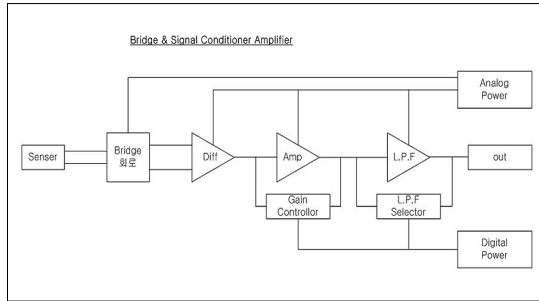 Bridge & Signal Conditioner Amplifier
Analog
Power
Senser
Bridge
회로
Diff
Amp
L.P.F
out
Gain
Controllor
L.P.F
Selector
Digital
Power